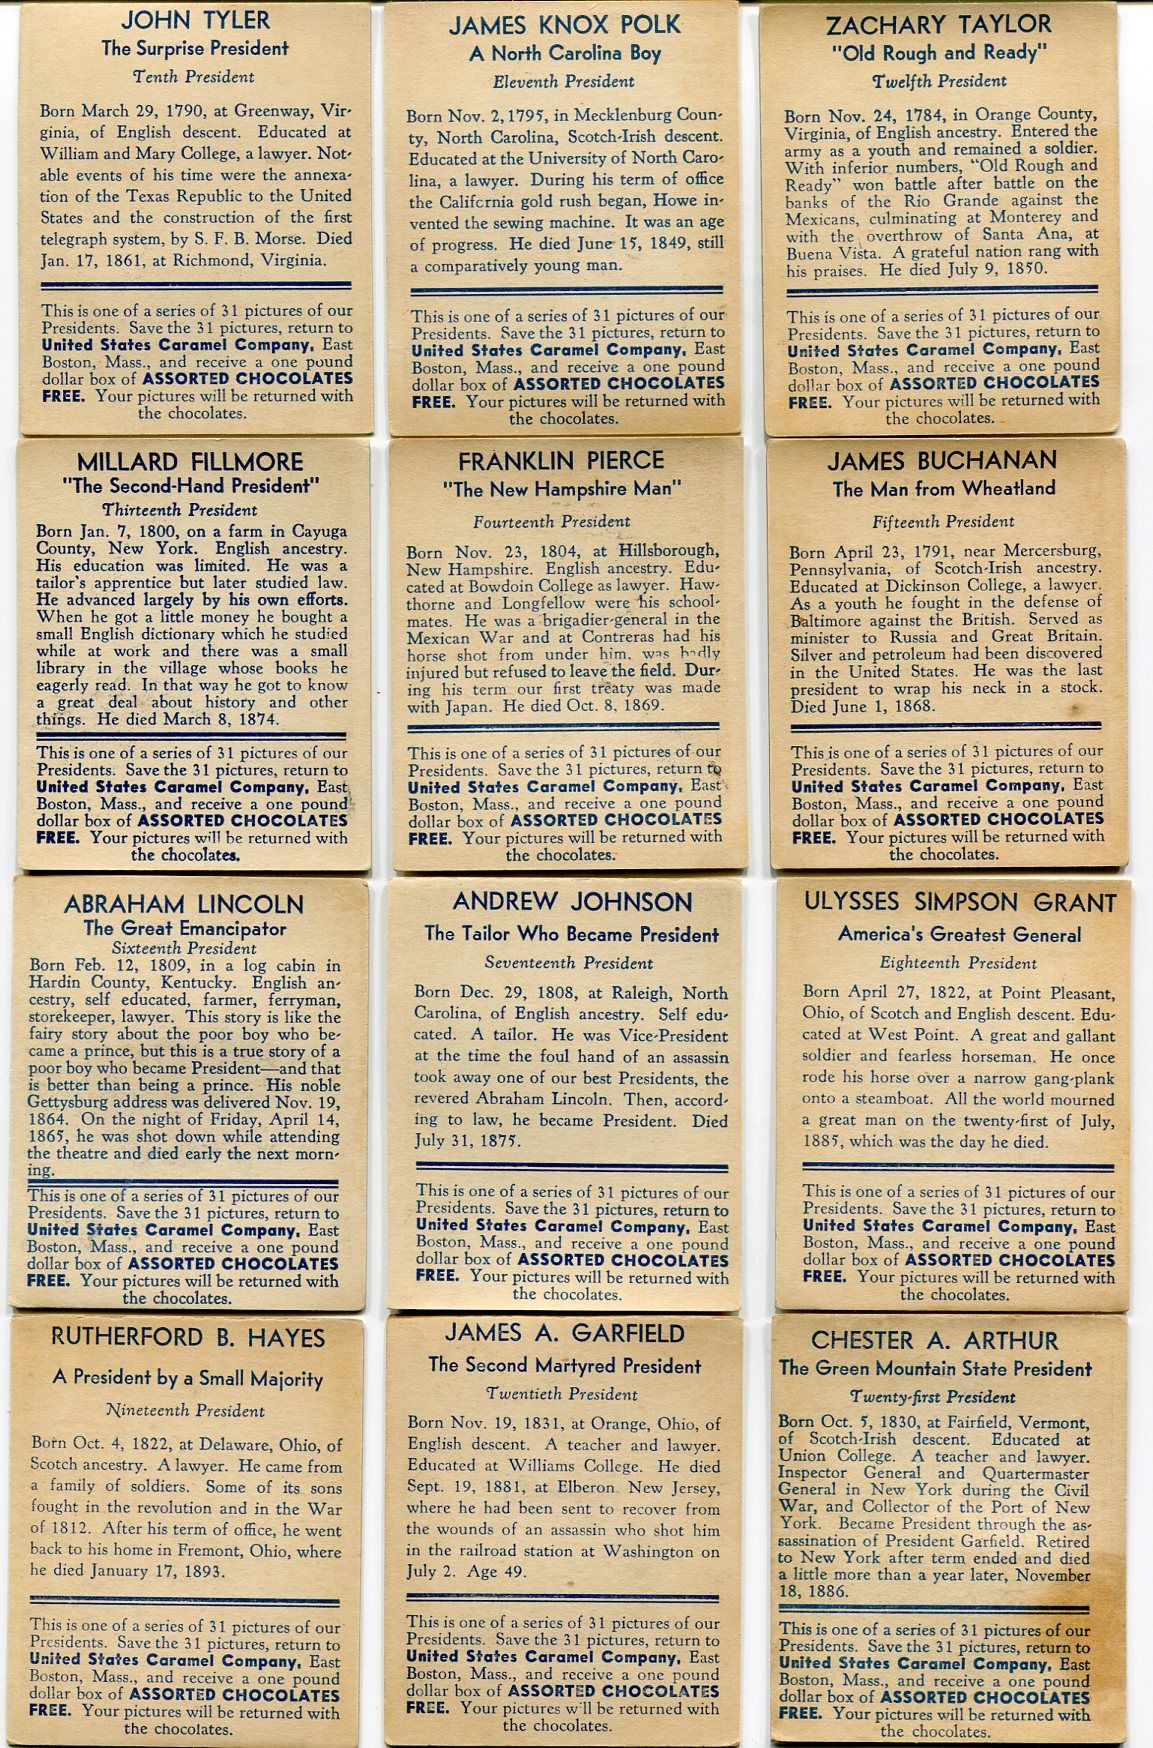 JOHN TYLER
The Surprise President
Tenth President
Born March 29, 1790, at Greenway, Vir-
ginia, of English descent. Educated at
William and Mary College, a lawyer. Not-
able events of his time were the annexa-
tion of the Texas Republic to the United
States and the construction of the first
telegraph system, by S. F. B. Morse. Died
Jan. 17, 1861, at Richmond, Virginia.
This is one of a series of 31 pictures of our
Presidents. Save the 31 pictures, return to
United States Caramel Company, East
Boston, Mass., and receive a one pound
dollar box of ASSORTED CHOCOLATES
FREE. Your pictures will be returned with
the chocolates.
JAMES KNOX POLK
A North Carolina Boy
Eleventh President
Born Nov. 2, 1795, in Mecklenburg Coun-
ty, North Carolina, Scotch-Irish descent.
Educated at the University of North Caro-
lina, a lawyer. During his term of office
the California gold rush began, Howe in-
vented the sewing machine. It was an age
of progress. He died June 15, 1849, still
a comparatively young man.
This is one of a series of 31 pictures of our
Presidents. Save the 31 pictures, return to
United States Caramel Company, East
Boston, Mass., and receive a one pound
dollar box of ASSORTED CHOCOLATES
FREE. Your pictures will be returned with
the chocolates.
ZACHARY TAYLOR
"Old Rough and Ready"
Twelfth President
Born Nov. 24, 1784, in Orange County,
Virginia, of English ancestry. Entered the
army as a youth and remained a soldier.
With inferior numbers, "Old Rough and
Ready" won battle after battle on the
banks of the Rio Grande against the
Mexicans, culminating at Monterey and
with the overthrow of Santa Ana, at
Buena Vista. A grateful nation rang with
his praises. He died July 9, 1850.
This is one of a series of 31 pictures of our
Presidents. Save the 31 pictures, return to
United States Caramel Company, East
Boston, Mass., and receive a one pound
dollar box of ASSORTED CHOCOLATES
FREE. Your pictures will be returned with
the chocolates.
MILLARD FILLMORE
"The Second-Hand President"
Thirteenth President
Born Jan. 7, 1800, on a farm in Cayuga
County, New York. English ancestry.
His education was limited. He was a
tailor's apprentice but later studied law.
He advanced largely by his own efforts.
When he got a little money he bought a
small English dictionary which he studied
while at work and there was a small
library in the village whose books he
eagerly read. In that way he got to know
a great deal about history and other
things. He died March 8, 1874.
This is one of a series of 31 pictures of our
Presidents. Save the 31 pictures, return to
United States Caramel Company, East
Boston, Mass., and receive a one pound
dollar box of ASSORTED CHOCOLATES
FREE. Your pictures will be returned with
the chocolates.
FRANKLIN PIERCE
"The New Hampshire Man"
Fourteenth President
Born Nov. 23, 1804, at Hillsborough,
New Hampshire. English ancestry. Edu-
cated at Bowdoin College as lawyer. Haw-
thorne and Longfellow were his school-
mates. He was a brigadier-general in the
Mexican War and at Contreras had his
horse shot from under him, was badly
injured but refused to leave the field. Dur-
ing his term our first treaty was made
with Japan. He died Oct. 8, 1869.
This is one of a series of 31 pictures of our
Presidents. Save the 31 pictures, return to
United States Caramel Company, East
Boston, Mass., and receive a one pound
dollar box of ASSORTED CHOCOLATES
FREE. Your pictures will be returned with
the chocolates.
JAMES BUCHANAN
The Man from Wheatland
Fifteenth President
Born April 23, 1791, near Mercersburg,
Pennsylvania, of Scotch-Irish ancestry.
Educated at Dickinson College, a lawyer.
As a youth he fought in the defense of
Baltimore against the British. Served as
minister to Russia and Great Britain.
Silver and petroleum had been discovered
in the United States. He was the last
president to wrap his neck in a stock.
Died June 1, 1868.
This is one of a series of 31 pictures of our
Presidents. Save the 31 pictures, return to
United States Caramel Company, East
Boston, Mass., and receive a one pound
dollar box of ASSORTED CHOCOLATES
FREE. Your pictures will be returned with
the chocolates.
ABRAHAM LINCOLN
The Great Emancipator
Sixteenth President
Born Feb. 12, 1809, in a log cabin in
Hardin County, Kentucky. English an-
cestry, self educated, farmer, ferryman,
storekeeper, lawyer. This story is like the
fairy story about the poor boy who be-
came a prince, but this is a true story of a
poor boy who became President—and that
is better than being a prince. His noble
Gettysburg address was delivered Nov. 19,
1864. On the night of Friday, April 14,
1865, he was shot down while attending
the theatre and died early the next morn-
ing.
This is one of a series of 31 pictures of our
Presidents. Save the 31 pictures, return to
United States Caramel Company, East
Boston, Mass., and receive a one pound
dollar box of ASSORTED CHOCOLATES
FREE. Your pictures will be returned with
the chocolates.
ANDREW JOHNSON
The Tailor Who Became President
Seventeenth President
Born Dec. 29, 1808, at Raleigh, North
Carolina, of English ancestry. Self edu-
cated. A tailor. He was Vice-President
at the time the foul hand of an assassin
took away one of our best Presidents, the
revered Abraham Lincoln. Then, accord-
ing to law, he became President. Died
July 31, 1875.
This is one of a series of 31 pictures of our
Presidents. Save the 31 pictures, return to
United States Caramel Company, East
Boston, Mass., and receive a one pound
dollar box of ASSORTED CHOCOLATES
FREE. Your pictures will be returned with
the chocolates.
ULYSSES SIMPSON GRANT
America's Greatest General
Eighteenth President
Born April 27, 1822, at Point Pleasant,
Ohio, of Scotch and English descent. Edu-
cated at West Point. A great and gallant
soldier and fearless horseman. He once
rode his horse over a narrow gang-plank
onto a steamboat. All the world mourned
a great man on the twenty-first of July,
1885, which was the day he died.
This is one of a series of 31 pictures of our
Presidents. Save the 31 pictures, return to
United States Caramel Company, East
Boston, Mass., and receive a one pound
dollar box of ASSORTED CHOCOLATES
FREE. Your pictures will be returned with
the chocolates.
RUTHERFORD B. HAYES
A President by a Small Majority
Nineteenth President
Born Oct. 4, 1822, at Delaware, Ohio, of
Scotch ancestry. A lawyer. He came from
a family of soldiers. Some of its sons
fought in the revolution and in the War
of 1812. After his term of office, he went
back to his home in Fremont, Ohio, where
he died January 17, 1893.
This is one of a series of 31 pictures of our
Presidents. Save the 31 pictures, return to
United States Caramel Company, East
Boston, Mass., and receive a one pound
dollar box of ASSORTED CHOCOLATES
FREE. Your pictures will be returned with
the chocolates.
JAMES A. GARFIELD
The Second Martyred President
Twentieth President
Born Nov. 19, 1831, at Orange, Ohio, of
English descent. A teacher and lawyer.
Educated at Williams College. He died
Sept. 19, 1881, at Elberon, New Jersey,
where he had been sent to recover from
the wounds of an assassin who shot him
in the railroad station at Washington on
July 2. Age 49.
This is one of a series of 31 pictures of our
Presidents. Save the 31 pictures, return to
United States Caramel Company, East
Boston, Mass., and receive a one pound
dollar box of ASSORTED CHOCOLATES
FREE. Your pictures will be returned with
the chocolates.
CHESTER A. ARTHUR
The Green Mountain State President
Twenty-first President
Born Oct. 5, 1830, at Fairfield, Vermont,
of Scotch-Irish descent. Educated at
Union College. A teacher and lawyer.
Inspector General and Quartermaster
General in New York during the Civil
War, and Collector of the Port of New
York. Became President through the as-
sassination of President Garfield. Retired
to New York after term ended and died
a little more than a year later, November
18, 1886.
This is one of a series of 31 pictures of our
Presidents. Save the 31 pictures, return to
United States Caramel Company, East
Boston, Mass., and receive a one pound
dollar box of ASSORTED CHOCOLATES
FREE. Your pictures will be returned with
the chocolates.